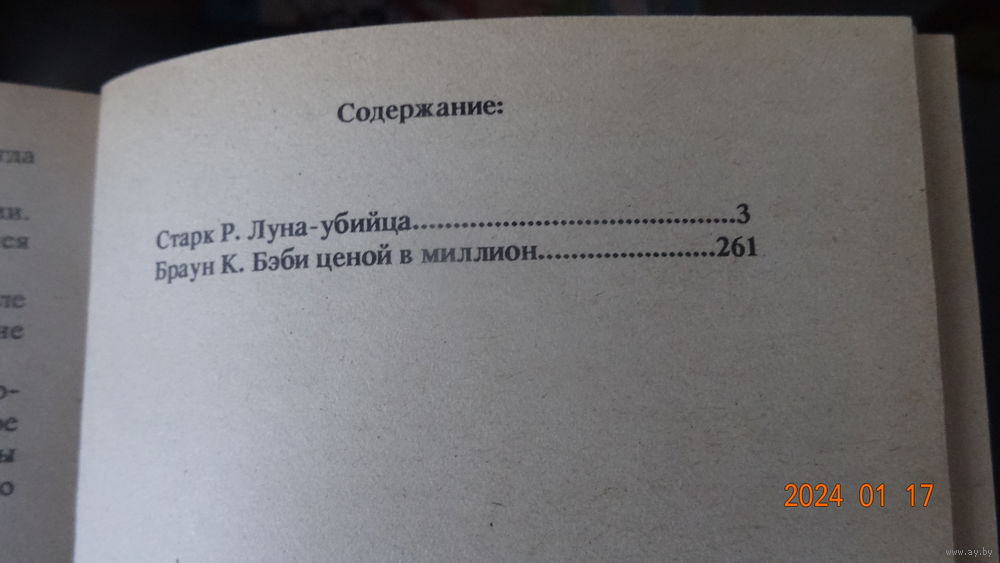 Содержание:
Старк Р. Луна-убийца........................................3
Браун К. Бэби ценой в миллион......................261
2024 01 17
www.ay.by